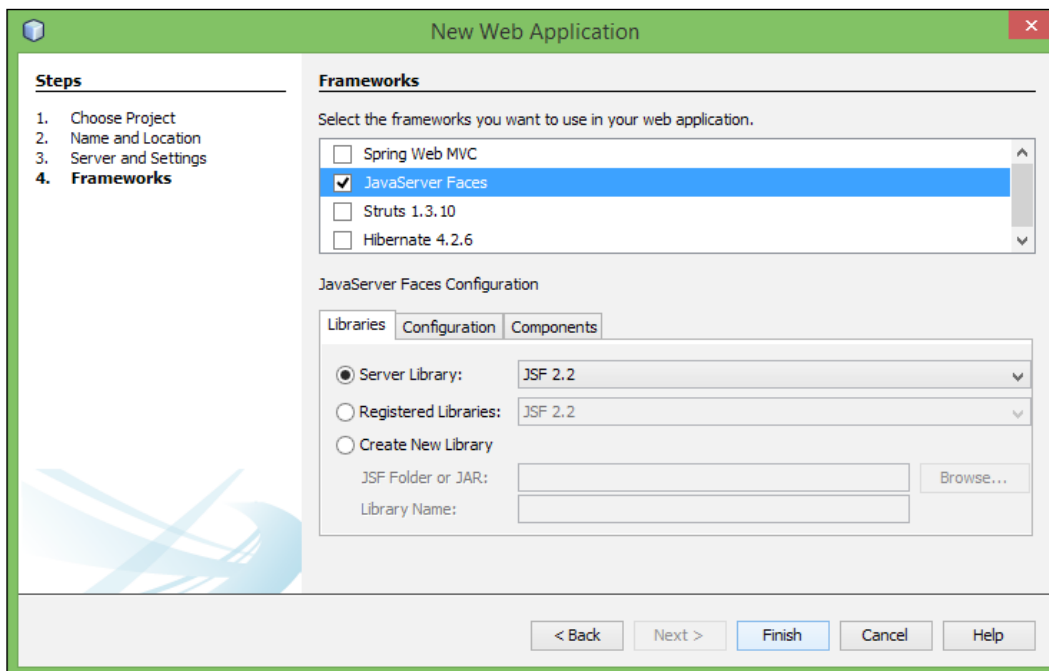 New Web Application
Steps
1. Choose Project
2. Name and Location
3. Server and Settings
4. Frameworks
Frameworks
Select the frameworks you want to use in your web application.
Spring Web MVC
JavaServer Faces
Struts 1.3.10
Hibernate 4.2.6
JavaServer Faces Configuration
Libraries Configuration Components
Server Library: JSF 2.2
Registered Libraries: JSF 2.2
Create New Library
JSF Folder or JAR: Browse...
Library Name:
< Back Next > Finish Cancel Help